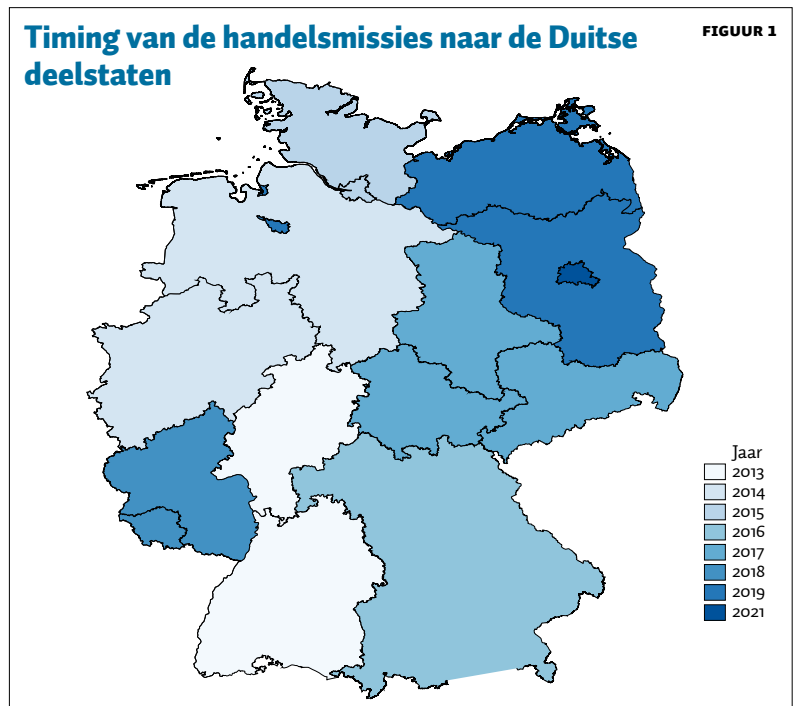 Timing van de handelsmissies naar de Duitse
deelstaten
FIGUUR 1
Jaar
2013
2014
2015
2016
2017
2018
2019
2021